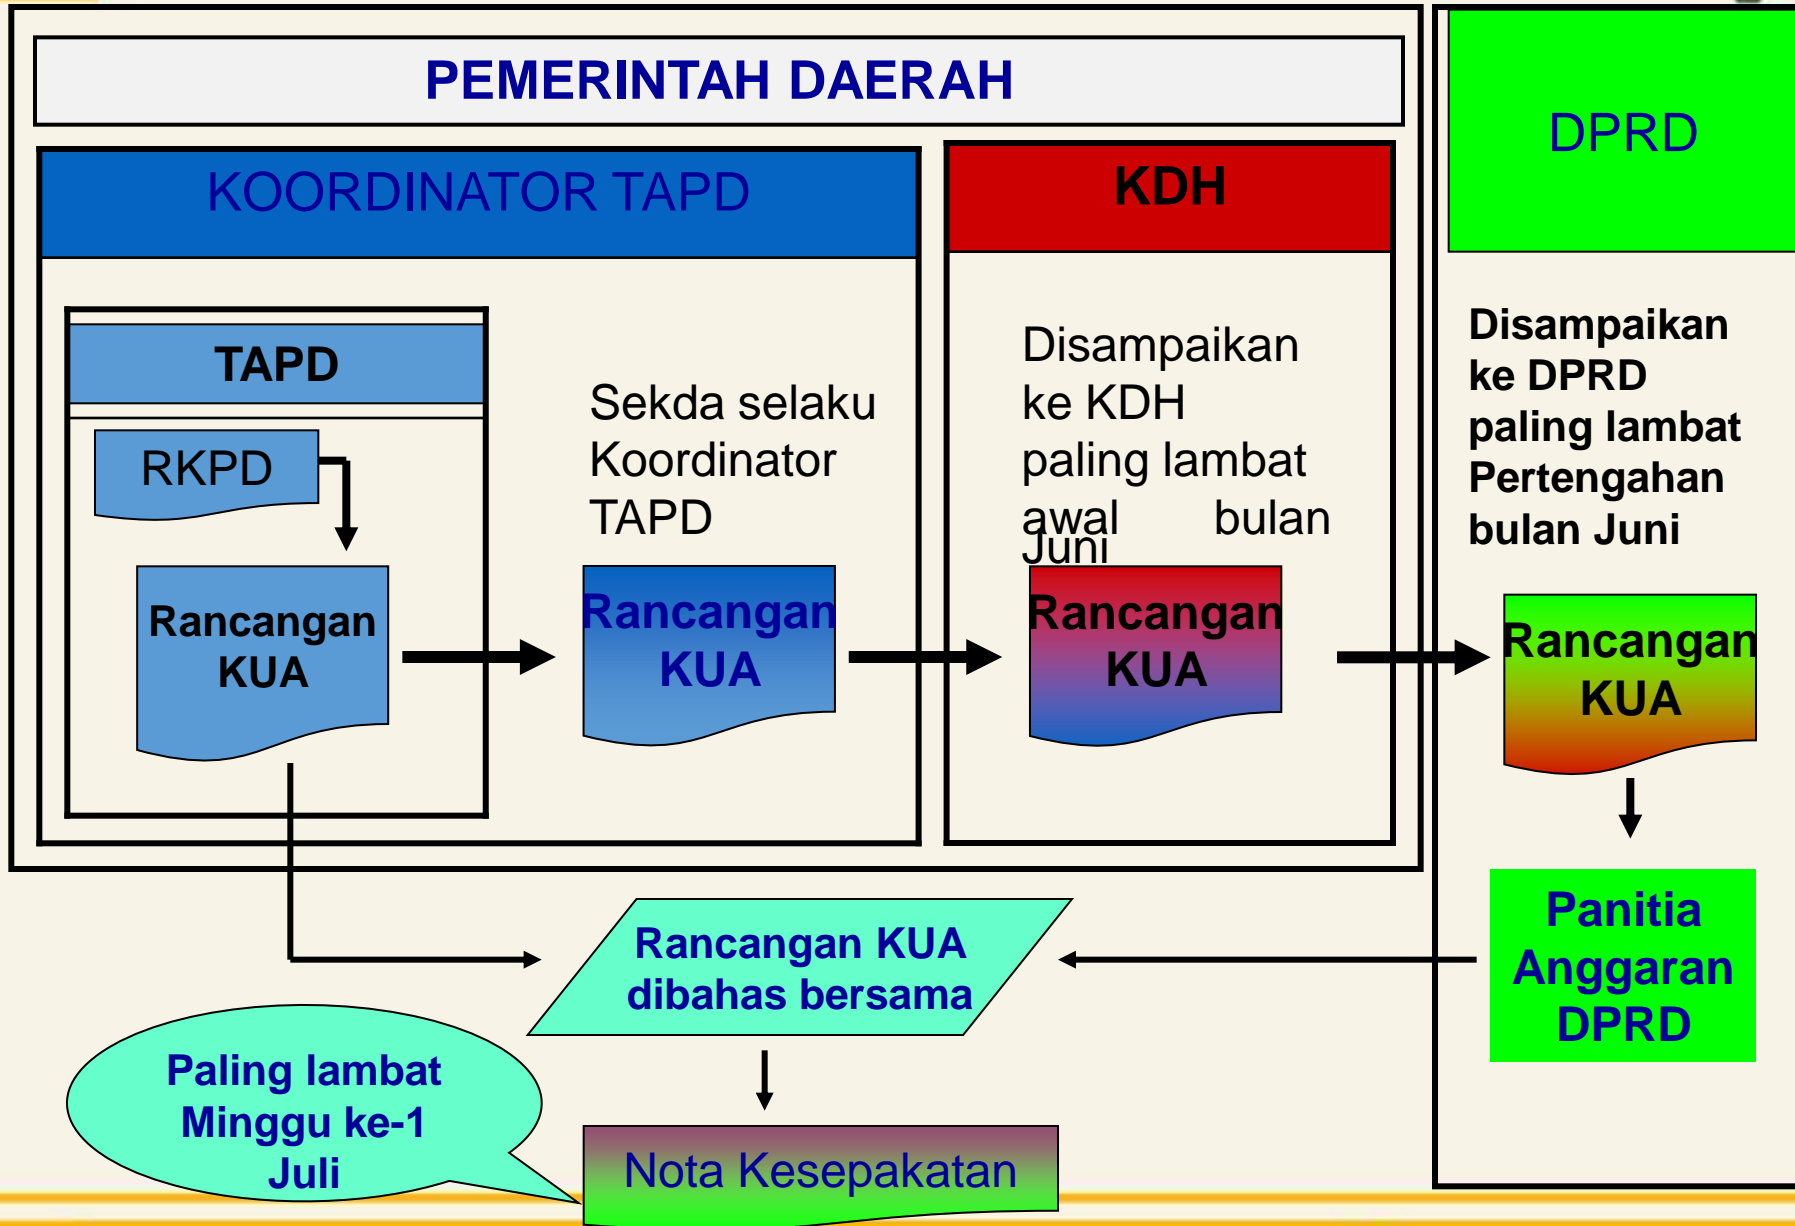 PEMERINTAH DAERAH
DPRD
KOORDINATOR TAPD
KDH
TAPD
RKPD
Rancangan
KUA
Sekda selaku
Koordinator
TAPD
Rancangan
KUA
Disampaikan
ke KDH
paling lambat
awal bulan
Juni
Rancangan
KUA
Disampaikan
ke DPRD
paling lambat
Pertengahan
bulan Juni
Rancangan
KUA
Panitia
Anggaran
DPRD
Rancangan KUA
dibahas bersama
Paling lambat
Minggu ke-1
Juli
Nota Kesepakatan